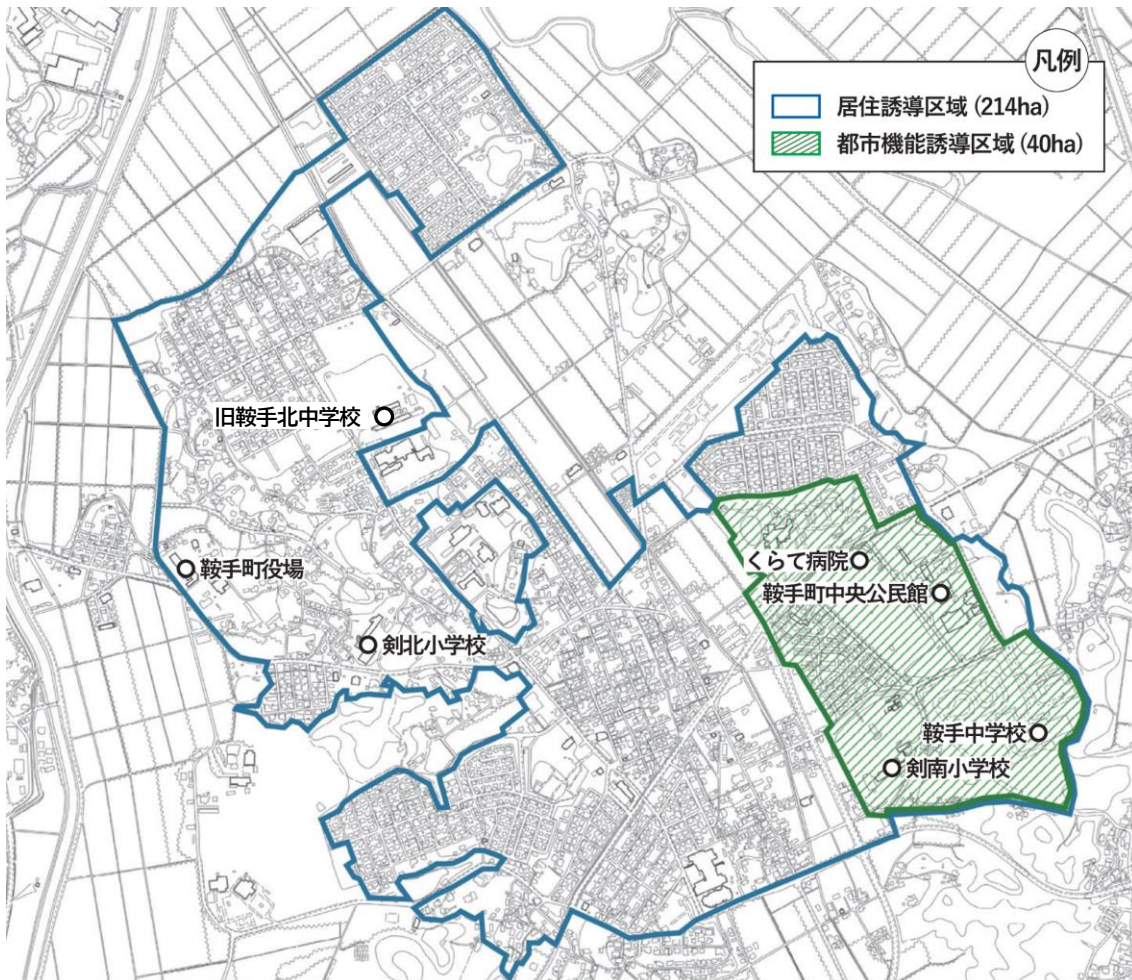 凡例
居住誘導区域 (214ha)
都市機能誘導区域 (40ha)
旧鞍手北中学校
くらて病院
鞍手町役場
鞍手町中央公民館
剣北小学校
鞍手中学校
剣南小学校